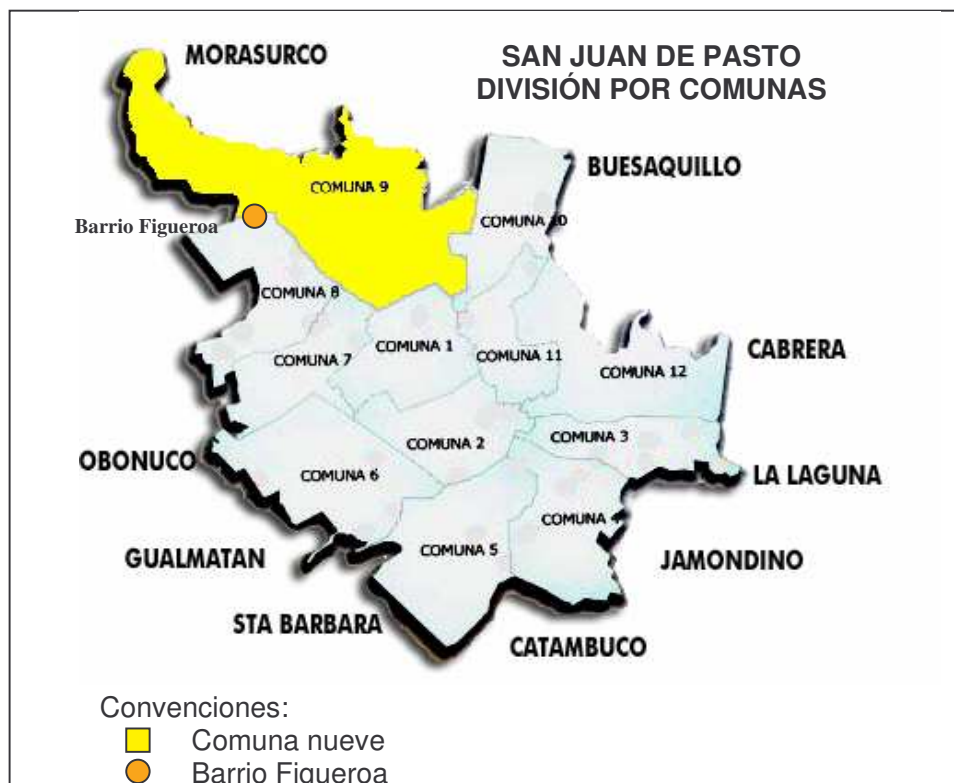 MORASURCO
SAN JUAN DE PASTO
DIVISIÓN POR COMUNAS
BUESAQUILLO
COMUNA 9
Barrio Figueroa
COMUNA 10
COMUNA 8
COMUNA 7
COMUNA 1
COMUNA 11
COMUNA 12
CABRERA
COMUNA 2
COMUNA 3
OBONUCO
COMUNA 6
LA LAGUNA
COMUNA 4
COMUNA 5
GUALMATAN
JAMONDINO
STA BARBARA
CATAMBUCO
Convenciones:
Comuna nueve
Barrio Figueroa